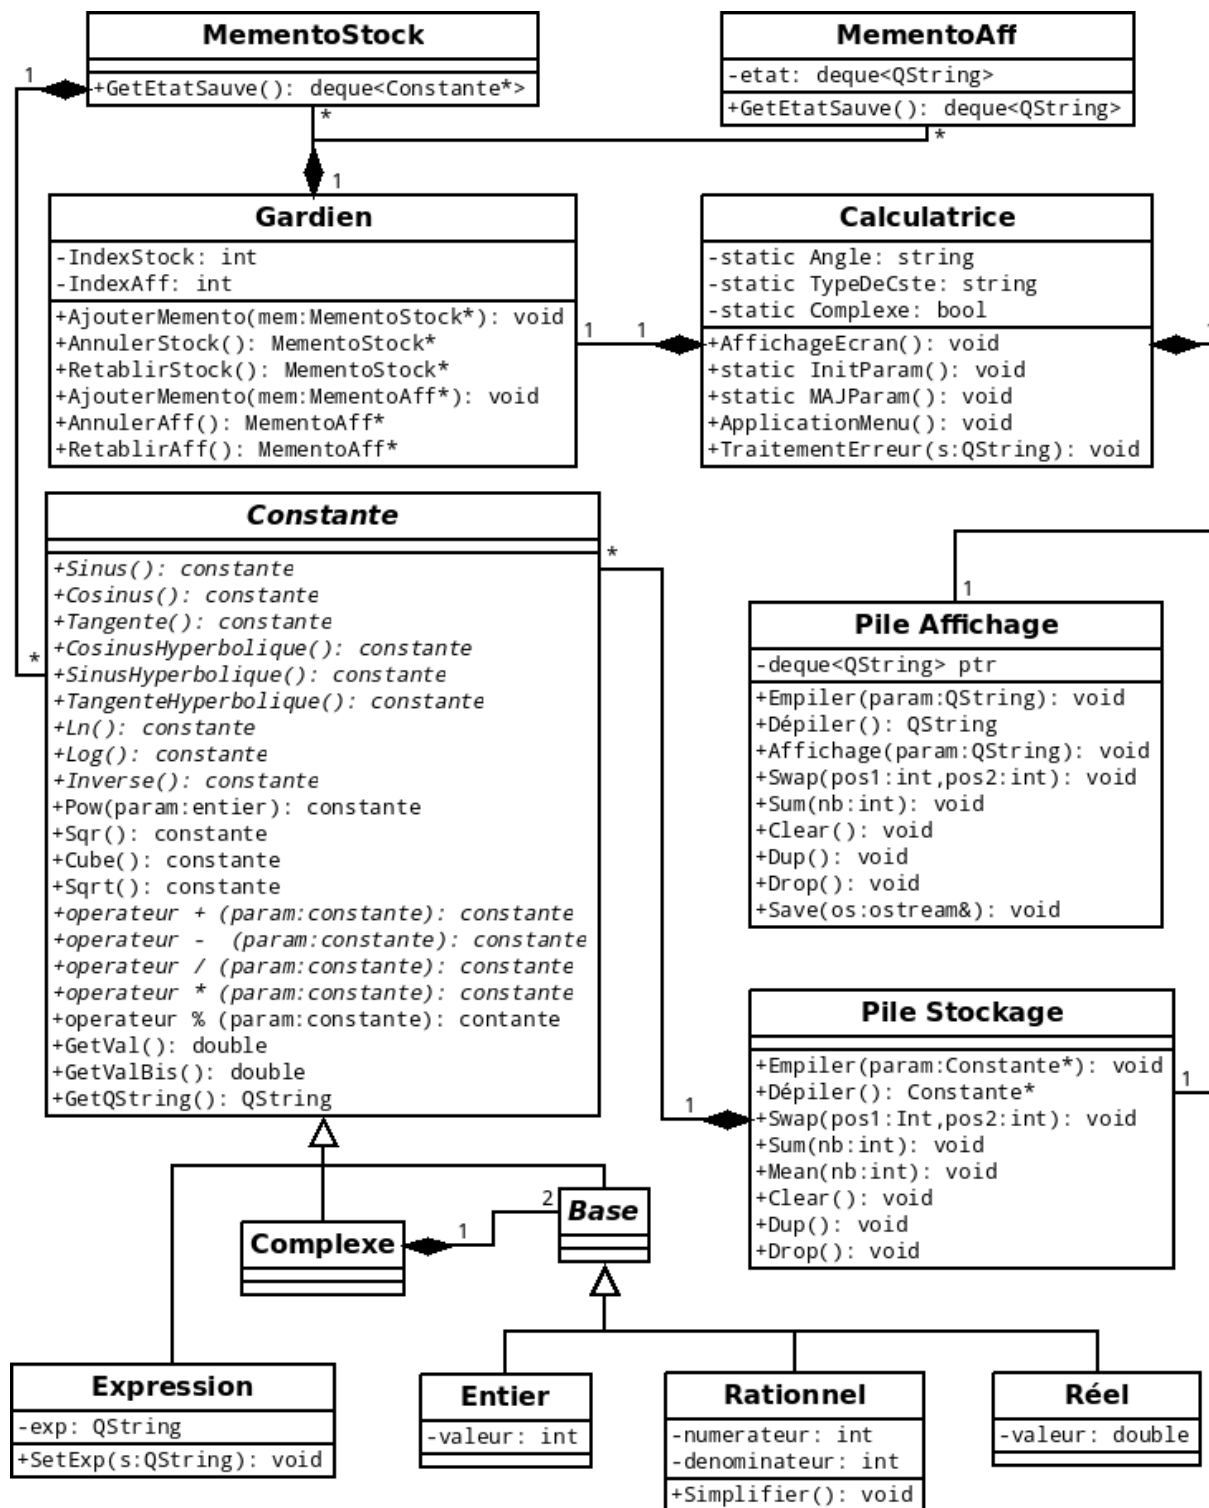 MementoStock
+GetEtatSauve(): deque<Constante*>
MementoAff
-etat: deque<QString>
+GetEtatSauve(): deque<QString>
1
*
*
1
Gardien
-IndexStock: int
-IndexAff: int
+AjouterMemento(mem:MementoStock*): void
+AnnulerStock(): MementoStock*
+RetablirStock(): MementoStock*
+AjouterMemento(mem:MementoAff*): void
+AnnulerAff(): MementoAff*
+RetablirAff(): MementoAff*
1
1
Calculatrice
-static Angle: string
-static TypeDeCste: string
-static Complexe: bool
+AffichageEcran(): void
+static InitParam(): void
+static MAJParam(): void
+ApplicationMenu(): void
+TraitementErreur(s:QString): void
Constante
+Sinus(): constante
+Cosinus(): constante
+Tangente(): constante
+CosinusHyperbolique(): constante
+SinusHyperbolique(): constante
+TangenteHyperbolique(): constante
+Ln(): constante
+Log(): constante
+Inverse(): constante
+Pow(param:entier): constante
+Sqr(): constante
+Cube(): constante
+Sqrt(): constante
+operateur + (param:constante): constante
+operateur -  (param:constante): constante
+operateur / (param:constante): constante
+operateur * (param:constante): constante
+operateur % (param:constante): contante
+GetVal(): double
+GetValBis(): double
+GetQString(): QString
*
*
1
Pile Affichage
-deque<QString> ptr
+Empiler(param:QString): void
+Dépiler(): QString
+Affichage(param:QString): void
+Swap(pos1:int,pos2:int): void
+Sum(nb:int): void
+Clear(): void
+Dup(): void
+Drop(): void
+Save(os:ostream&): void
Pile Stockage
+Empiler(param:Constante*): void
+Dépiler(): Constante*
+Swap(pos1:Int,pos2:int): void
+Sum(nb:int): void
+Mean(nb:int): void
+Clear(): void
+Dup(): void
+Drop(): void
1
1
Complexe
1
2
Base
Expression
-exp: QString
+SetExp(s:QString): void
Entier
-valeur: int
Rationnel
-numerateur: int
-denominateur: int
+Simplifier(): void
Réel
-valeur: double